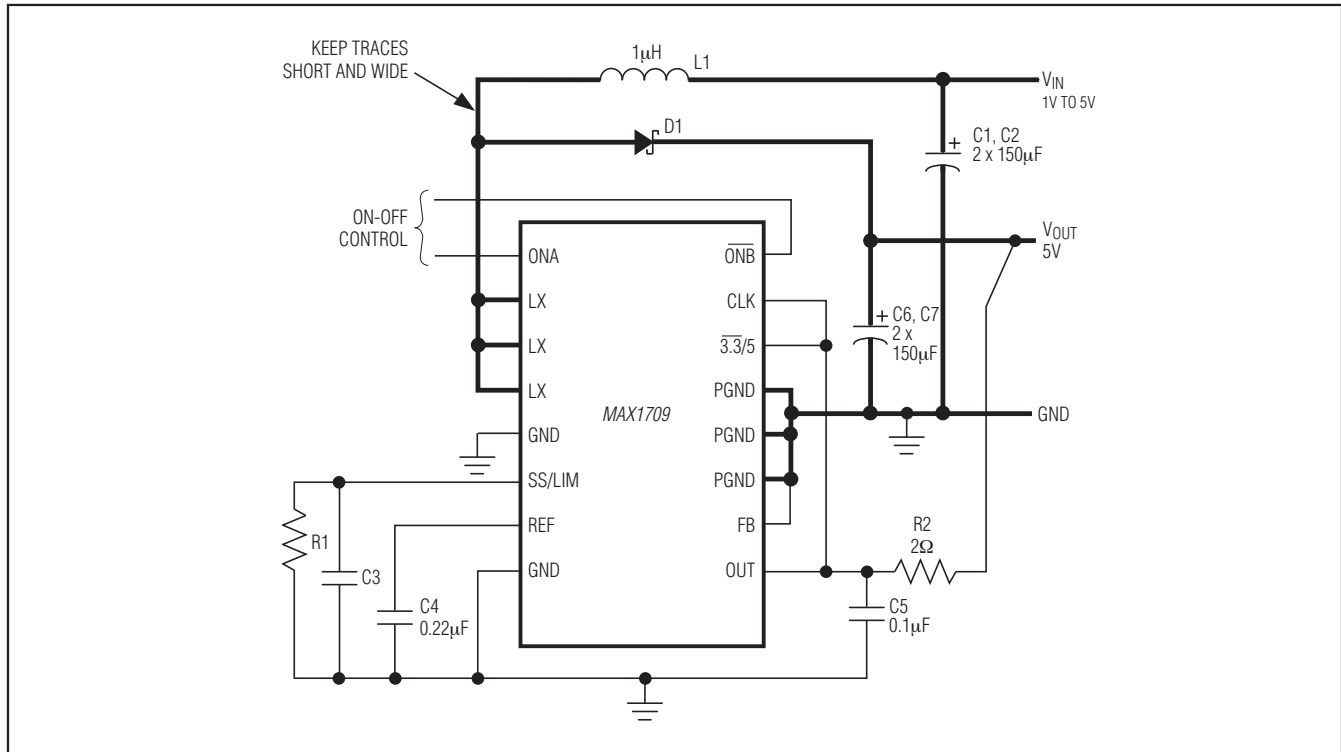 KEEP TRACES
SHORT AND WIDE
1µH
L1
VIN
1V TO 5V
D1
+
C1, C2
2 x 150µF
ON-OFF
CONTROL
VOUT
5V
ONA
ONB
LX
CLK
+
C6, C7
2 x
150µF
LX
3.3/5
LX
PGND
MAX1709
GND
GND
PGND
SS/LIM
PGND
REF
FB
R1
R2
2Ω
C3
GND
OUT
C4
0.22µF
C5
0.1µF